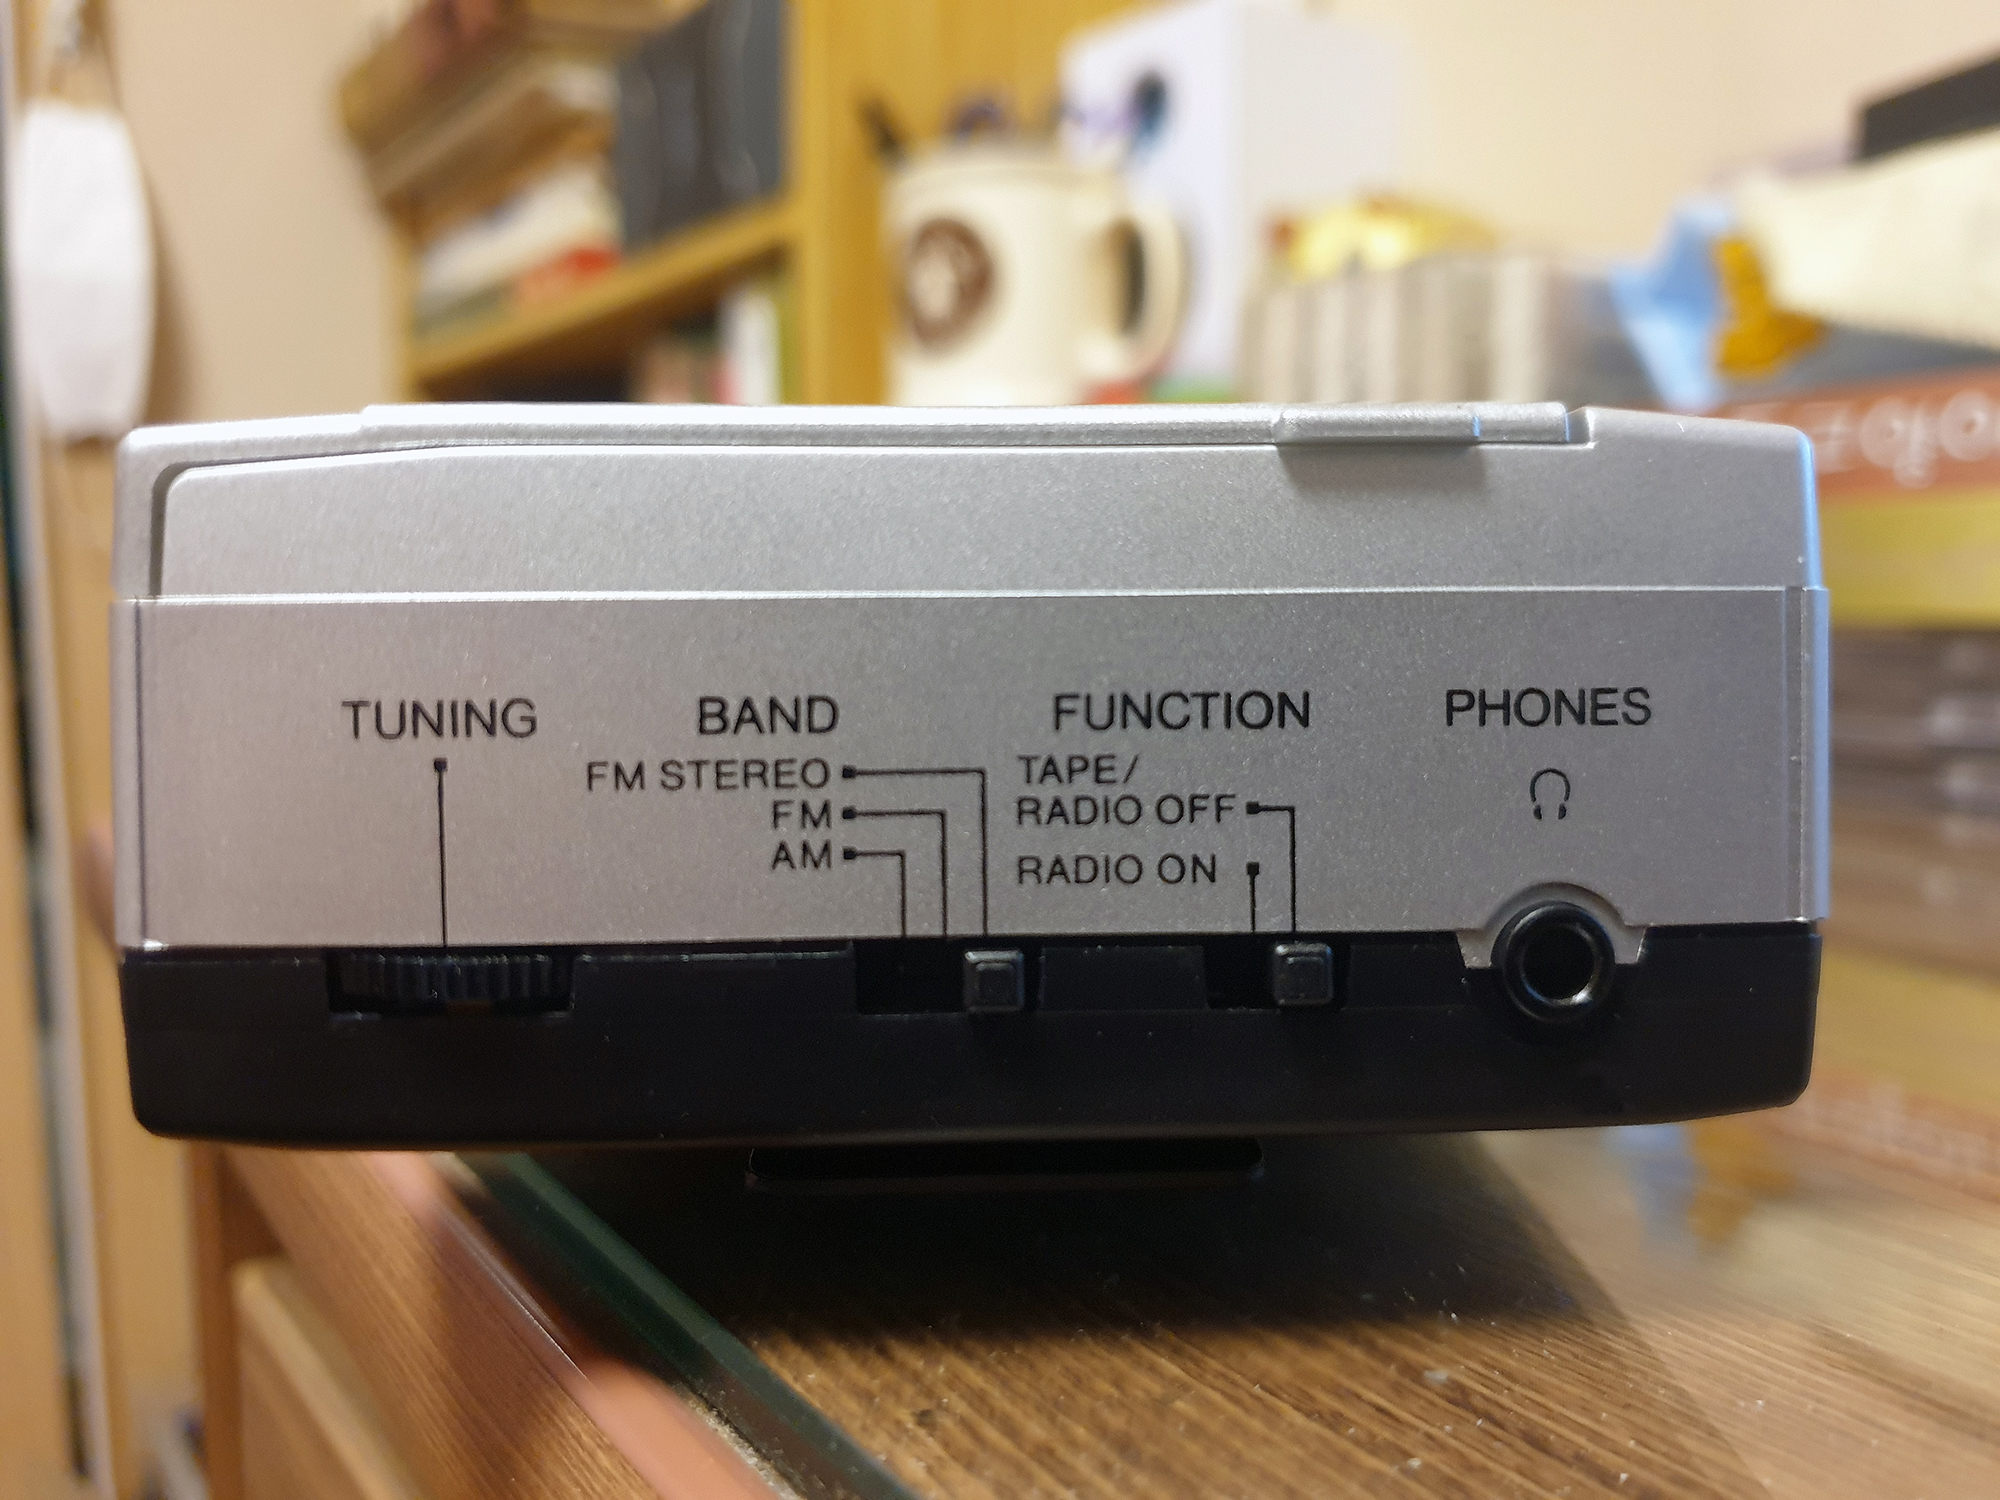 TUNING
BAND
FM STEREO
FM
AM
FUNCTION
TAPE/
RADIO OFF
RADIO ON
PHONES